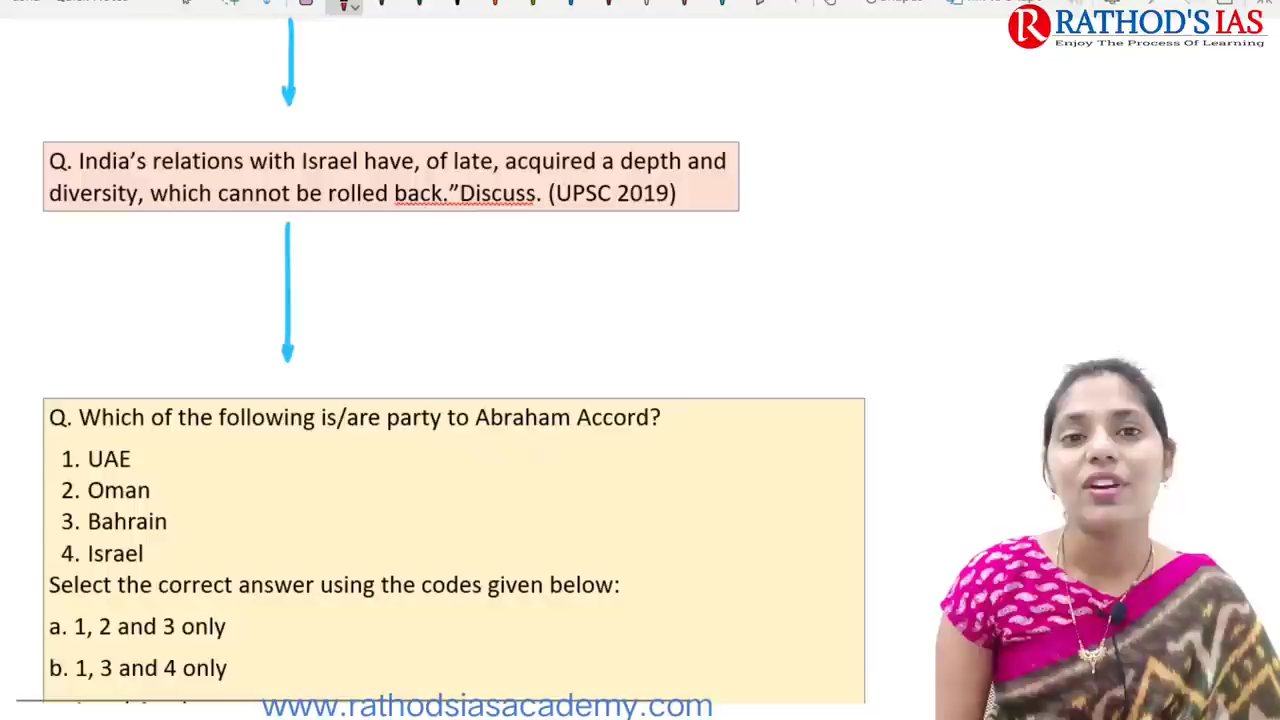 RATHOD'S IAS
Enjoy The Process Of Learning
Q. India’s relations with Israel have, of late, acquired a depth and
diversity, which cannot be rolled back.”Discuss. (UPSC 2019)
Q. Which of the following is/are party to Abraham Accord?
1. UAE
2. Oman
3. Bahrain
4. Israel
Select the correct answer using the codes given below:
a. 1, 2 and 3 only
b. 1, 3 and 4 only
www.rathodsiasacademy.com